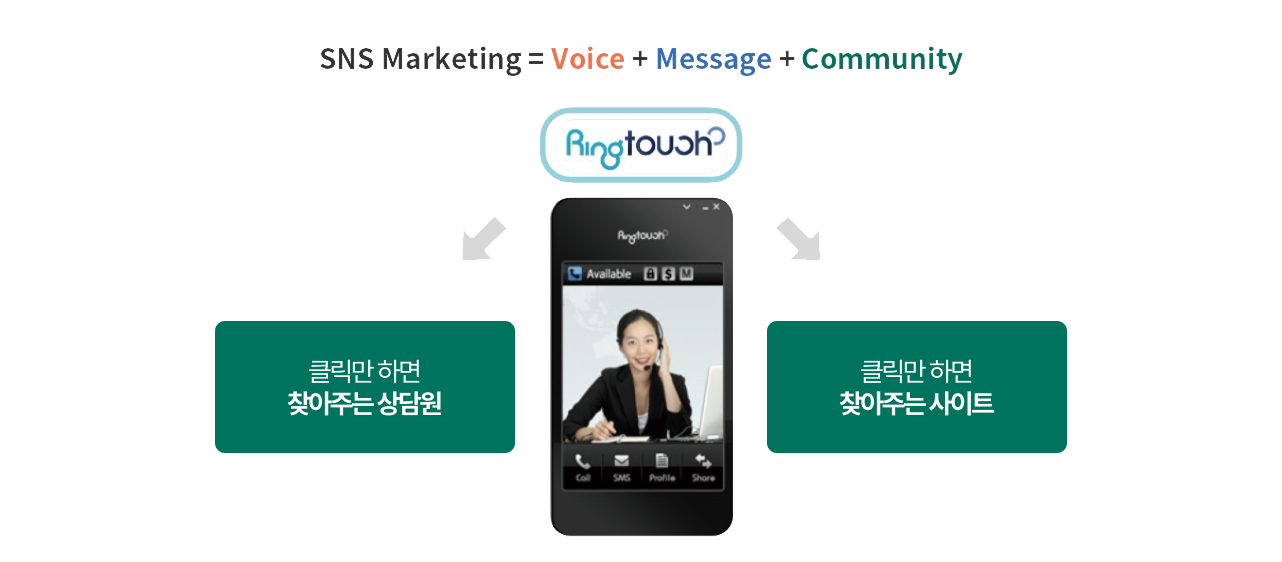 SNS Marketing = Voice + Message + Community
Ringtouch
Ringtouch
Available
$ M
Call SMS Profile Share
클릭만 하면
찾아주는 상담원
클릭만 하면
찾아주는 사이트